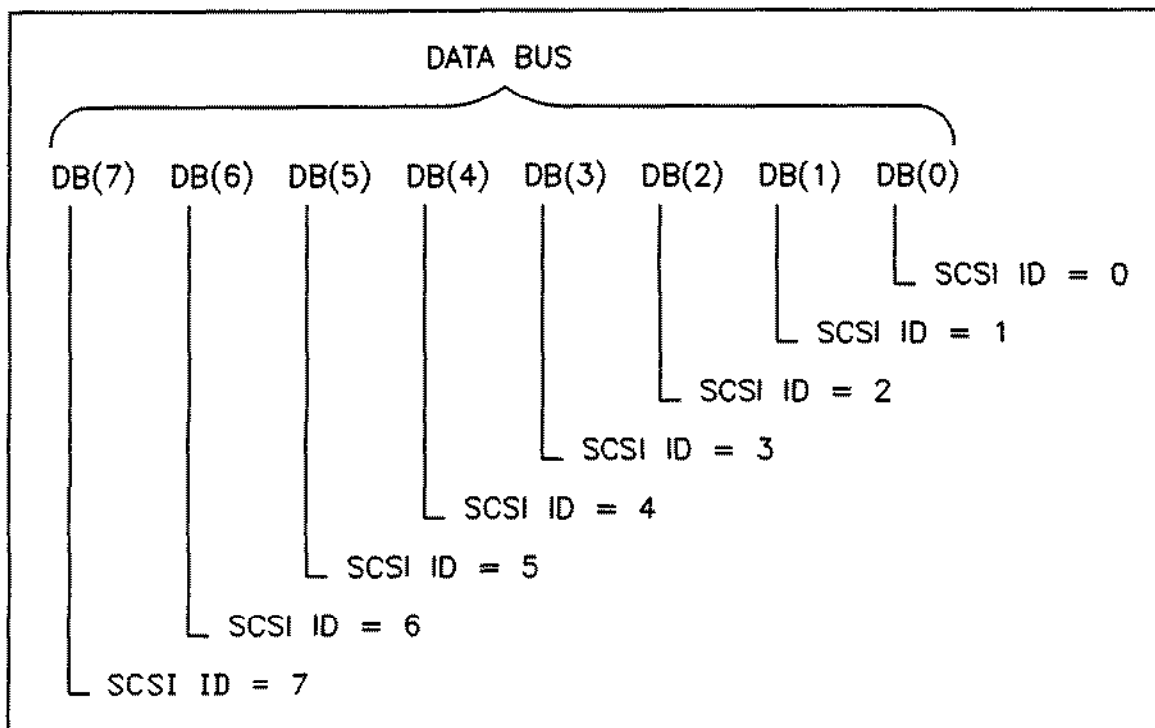 DATA BUS
DB(7) DB(6) DB(5) DB(4) DB(3) DB(2) DB(1) DB(0)
SCSI ID = 0
SCSI ID = 1
SCSI ID = 2
SCSI ID = 3
SCSI ID = 4
SCSI ID = 5
SCSI ID = 6
SCSI ID = 7